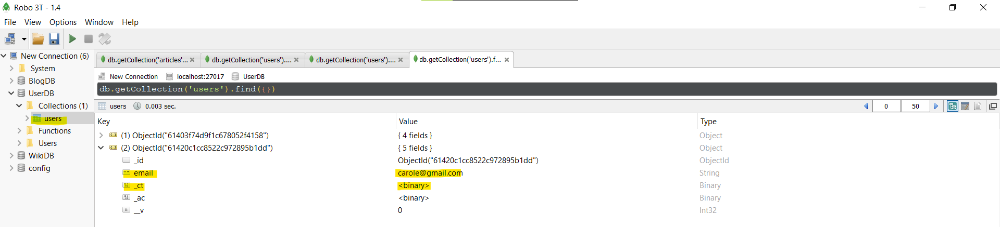 Robo 3T - 1.4
File View Options Window Help
New Connection (6)
System
BlogDB
UserDB
Collections (1)
users
Functions
Users
WikiDB
config
db.getCollection('articles'... db.getCollection('users').... db.getCollection('users').... db.getCollection('users').f...
New Connection localhost:27017 UserDB
db.getCollection('users').find({})
users 0.003 sec. 0 50
Key Value Type
(1) ObjectId("61403f74d9f1c678052f4158") { 4 fields } Object
(2) ObjectId("61420c1cc8522c972895b1dd") { 5 fields } Object
_id ObjectId("61420c1cc8522c972895b1dd") ObjectId
email carole@gmail.com String
_ct <binary> Binary
_ac <binary> Binary
__v 0 Int32